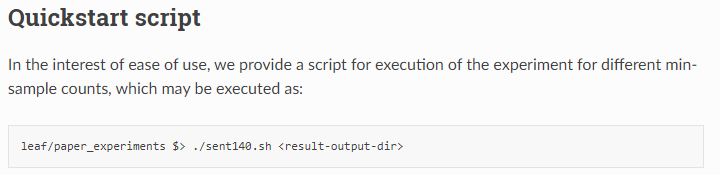 Quickstart script
In the interest of ease of use, we provide a script for execution of the experiment for different min-
sample counts, which may be executed as:
leaf/paper_experiments $> ./sent140.sh <result-output-dir>